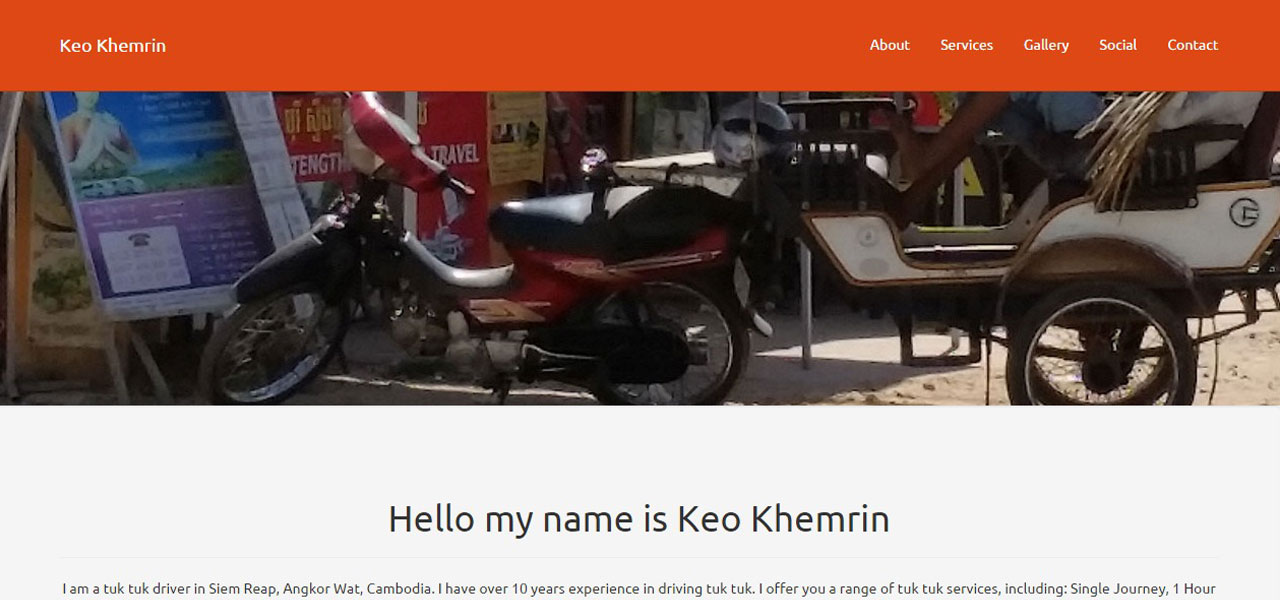 Keo Khemrin
About Services Gallery Social Contact
TENGTH
TRAVEL
Hello my name is Keo Khemrin
I am a tuk tuk driver in Siem Reap, Angkor Wat, Cambodia. I have over 10 years experience in driving tuk tuk. I offer you a range of tuk tuk services, including: Single Journey, 1 Hour